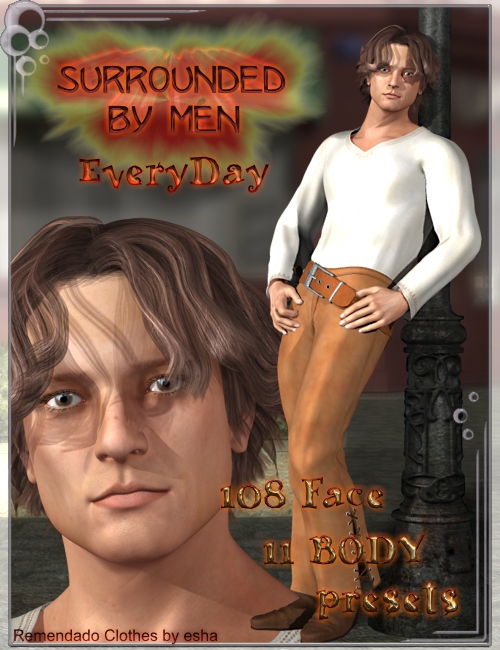 SURROUNDED
BY MEN
EveryDay
108 Face
11 BODY
presets
Remendado Clothes by esha